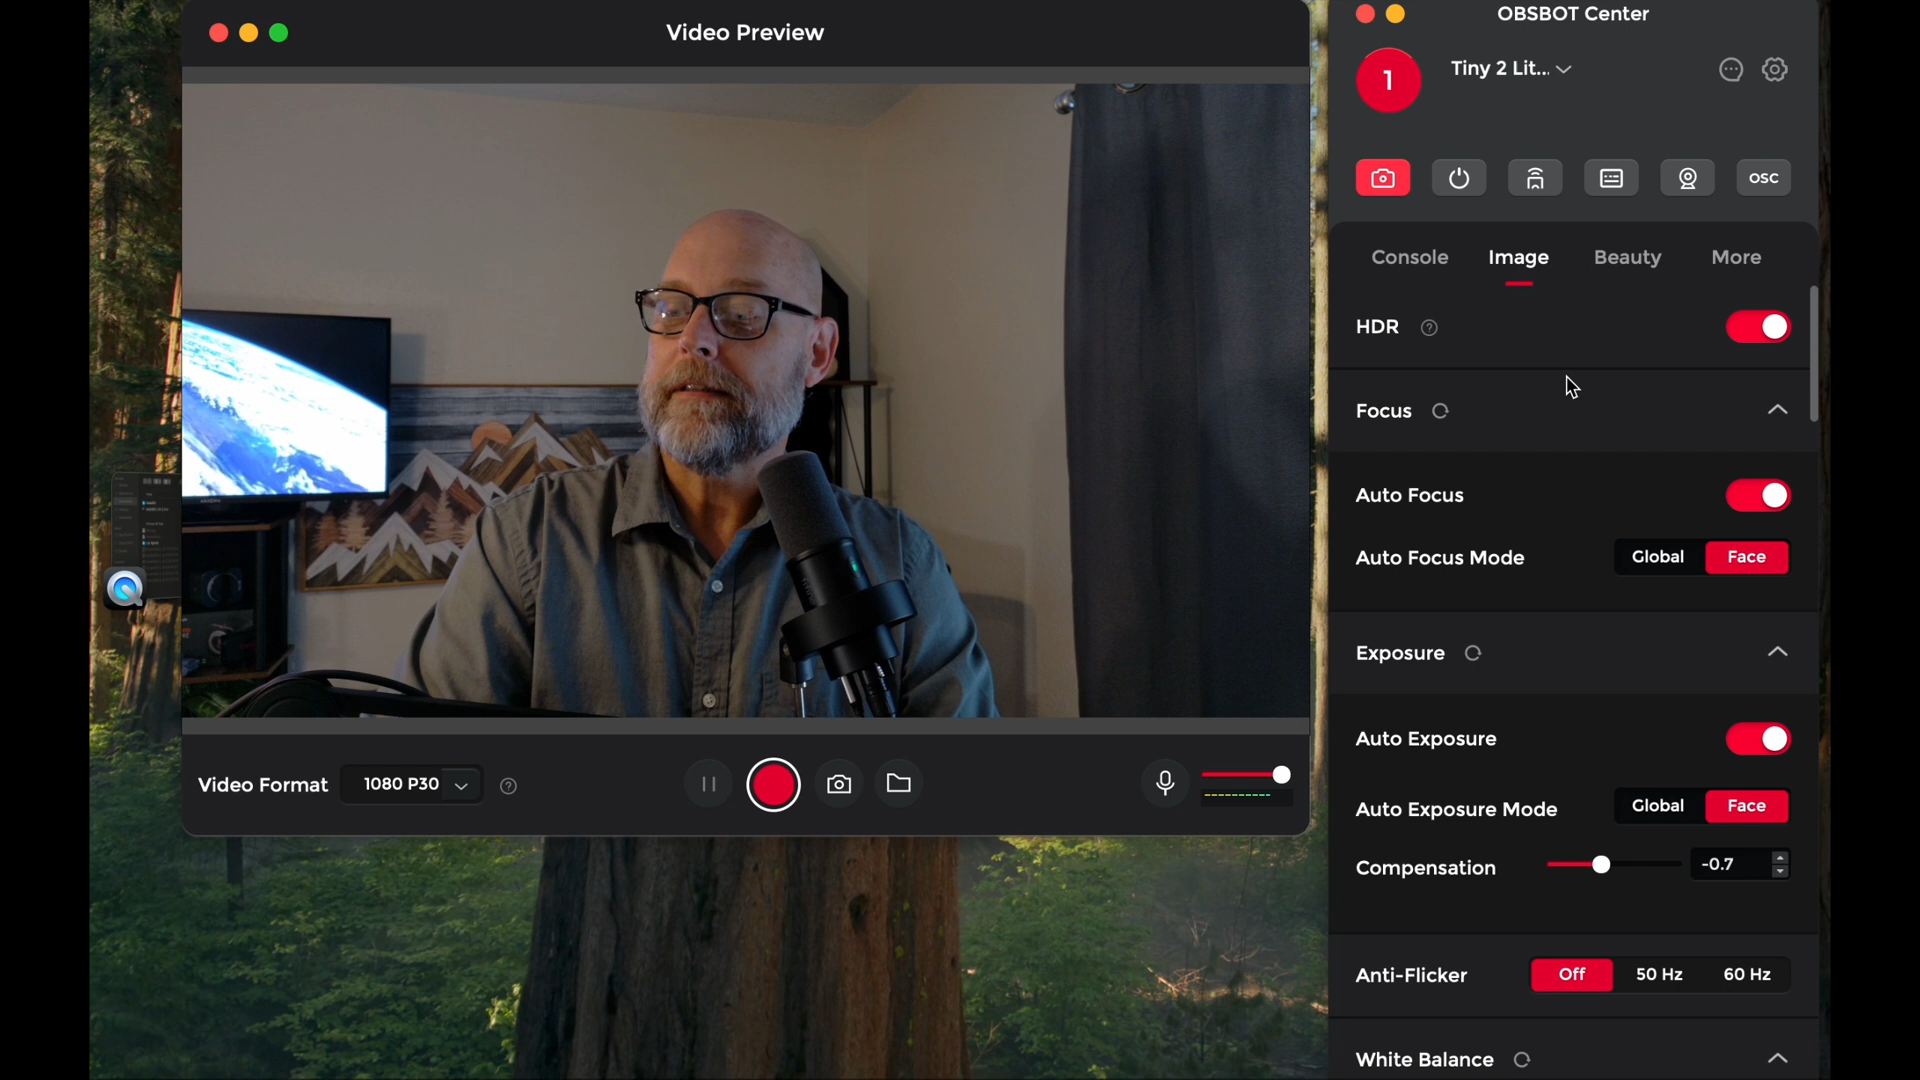 Video Preview
Video Format
1080 P30
OBSBOT Center
1
Tiny 2 Lit...
OSC
Console
Image
Beauty
More
HDR
Focus
Auto Focus
Auto Focus Mode
Global
Face
Exposure
Auto Exposure
Auto Exposure Mode
Global
Face
Compensation
-0.7
Anti-Flicker
Off
50 Hz
60 Hz
White Balance